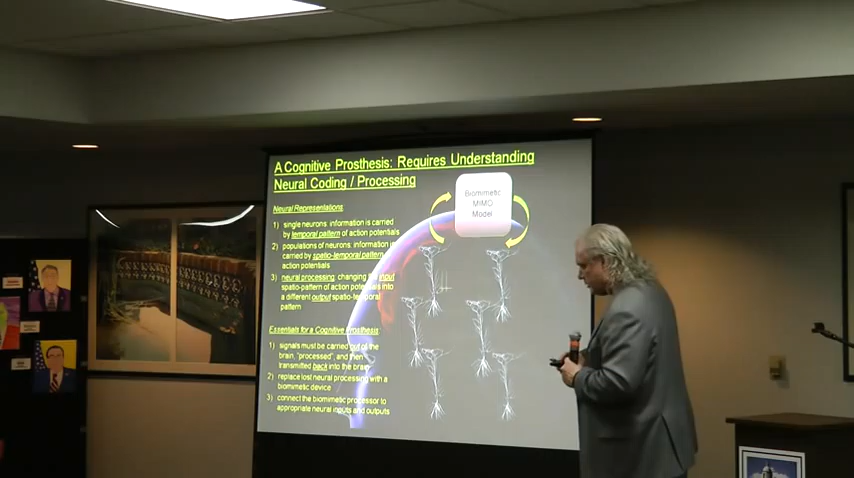 A Cognitive Prosthesis: Requires Understanding
Neural Coding / Processing
Biomimetic
MIMO
Model
Neural Representations
1) single neurons: information is carried
by temporal pattern of action potentials
2) populations of neurons: information is
carried by spatio-temporal pattern
action potentials
3) neural processing: changing the input
spatio-pattern of action potentials into
a different output spatio-temporal
pattern
Essentials for a Cognitive Prosthesis:
1) signals must be carried out of the
brain, "processed", and then
transmitted back into the brain
2) replace lost neural processing with a
biomimetic device
3) connect the biomimetic processor to
appropriate neural inputs and outputs